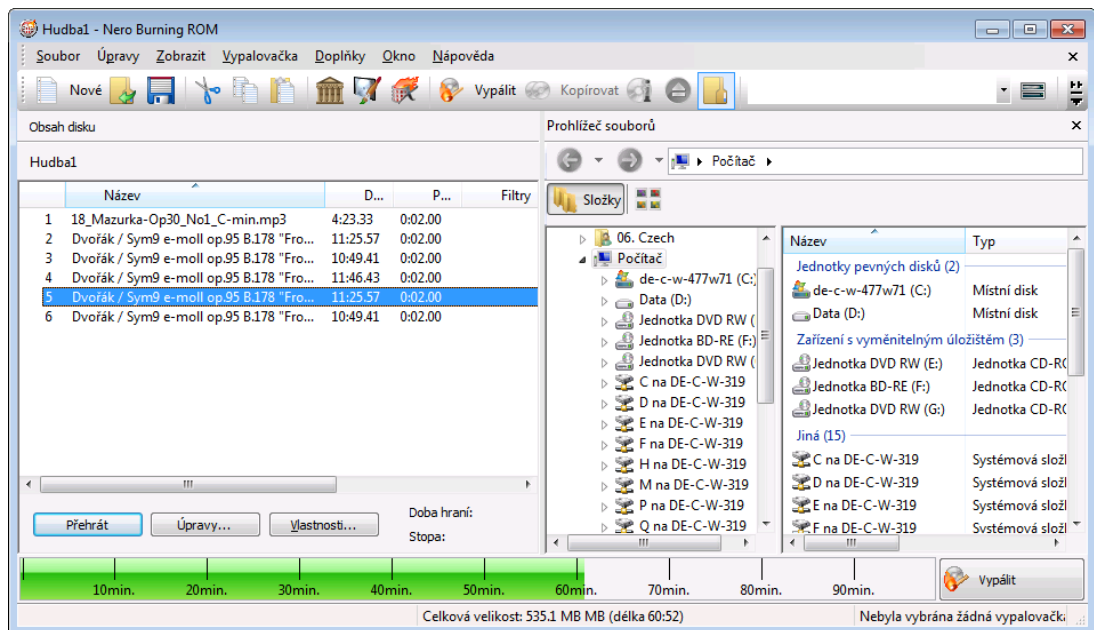 Hudba1 - Nero Burning ROM
Soubor Úpravy Zobrazit Vypalovačka Doplňky Okno Nápověda
Nové Vypálit Kopírovat
Obsah disku
Hudba1
Název D... P... Filtry
1 18_Mazurka-Op30_No1_C-min.mp3 4:23.33 0:02.00
2 Dvořák / Sym9 e-moll op.95 B.178 "Fro... 11:25.57 0:02.00
3 Dvořák / Sym9 e-moll op.95 B.178 "Fro... 10:49.41 0:02.00
4 Dvořák / Sym9 e-moll op.95 B.178 "Fro... 11:46.43 0:02.00
5 Dvořák / Sym9 e-moll op.95 B.178 "Fro... 11:25.57 0:02.00
6 Dvořák / Sym9 e-moll op.95 B.178 "Fro... 10:49.41 0:02.00
Přehrát Úpravy... Vlastnosti... Doba hraní:
Stopa:
Prohlížeč souborů
Počítač
Složky
06. Czech
Počítač
de-c-w-477w71 (C:)
Data (D:)
Jednotka DVD RW (
Jednotka BD-RE (F:)
Jednotka DVD RW (
C na DE-C-W-319
D na DE-C-W-319
E na DE-C-W-319
F na DE-C-W-319
H na DE-C-W-319
M na DE-C-W-319
P na DE-C-W-319
Q na DE-C-W-319
Název Typ
Jednotky pevných disků (2)
de-c-w-477w71 (C:) Místní disk
Data (D:) Místní disk
Zařízení s vyměnitelným úložištěm (3)
Jednotka DVD RW (E:) Jednotka CD-RO
Jednotka BD-RE (F:) Jednotka CD-RO
Jednotka DVD RW (G:) Jednotka CD-RO
Jiná (15)
C na DE-C-W-319 Systémová slož
D na DE-C-W-319 Systémová slož
E na DE-C-W-319 Systémová slož
F na DE-C-W-319 Systémová slož
10min. 20min. 30min. 40min. 50min. 60min. 70min. 80min. 90min. Vypálit
Celková velikost: 535.1 MB MB (délka 60:52) Nebyla vybrána žádná vypalovačka